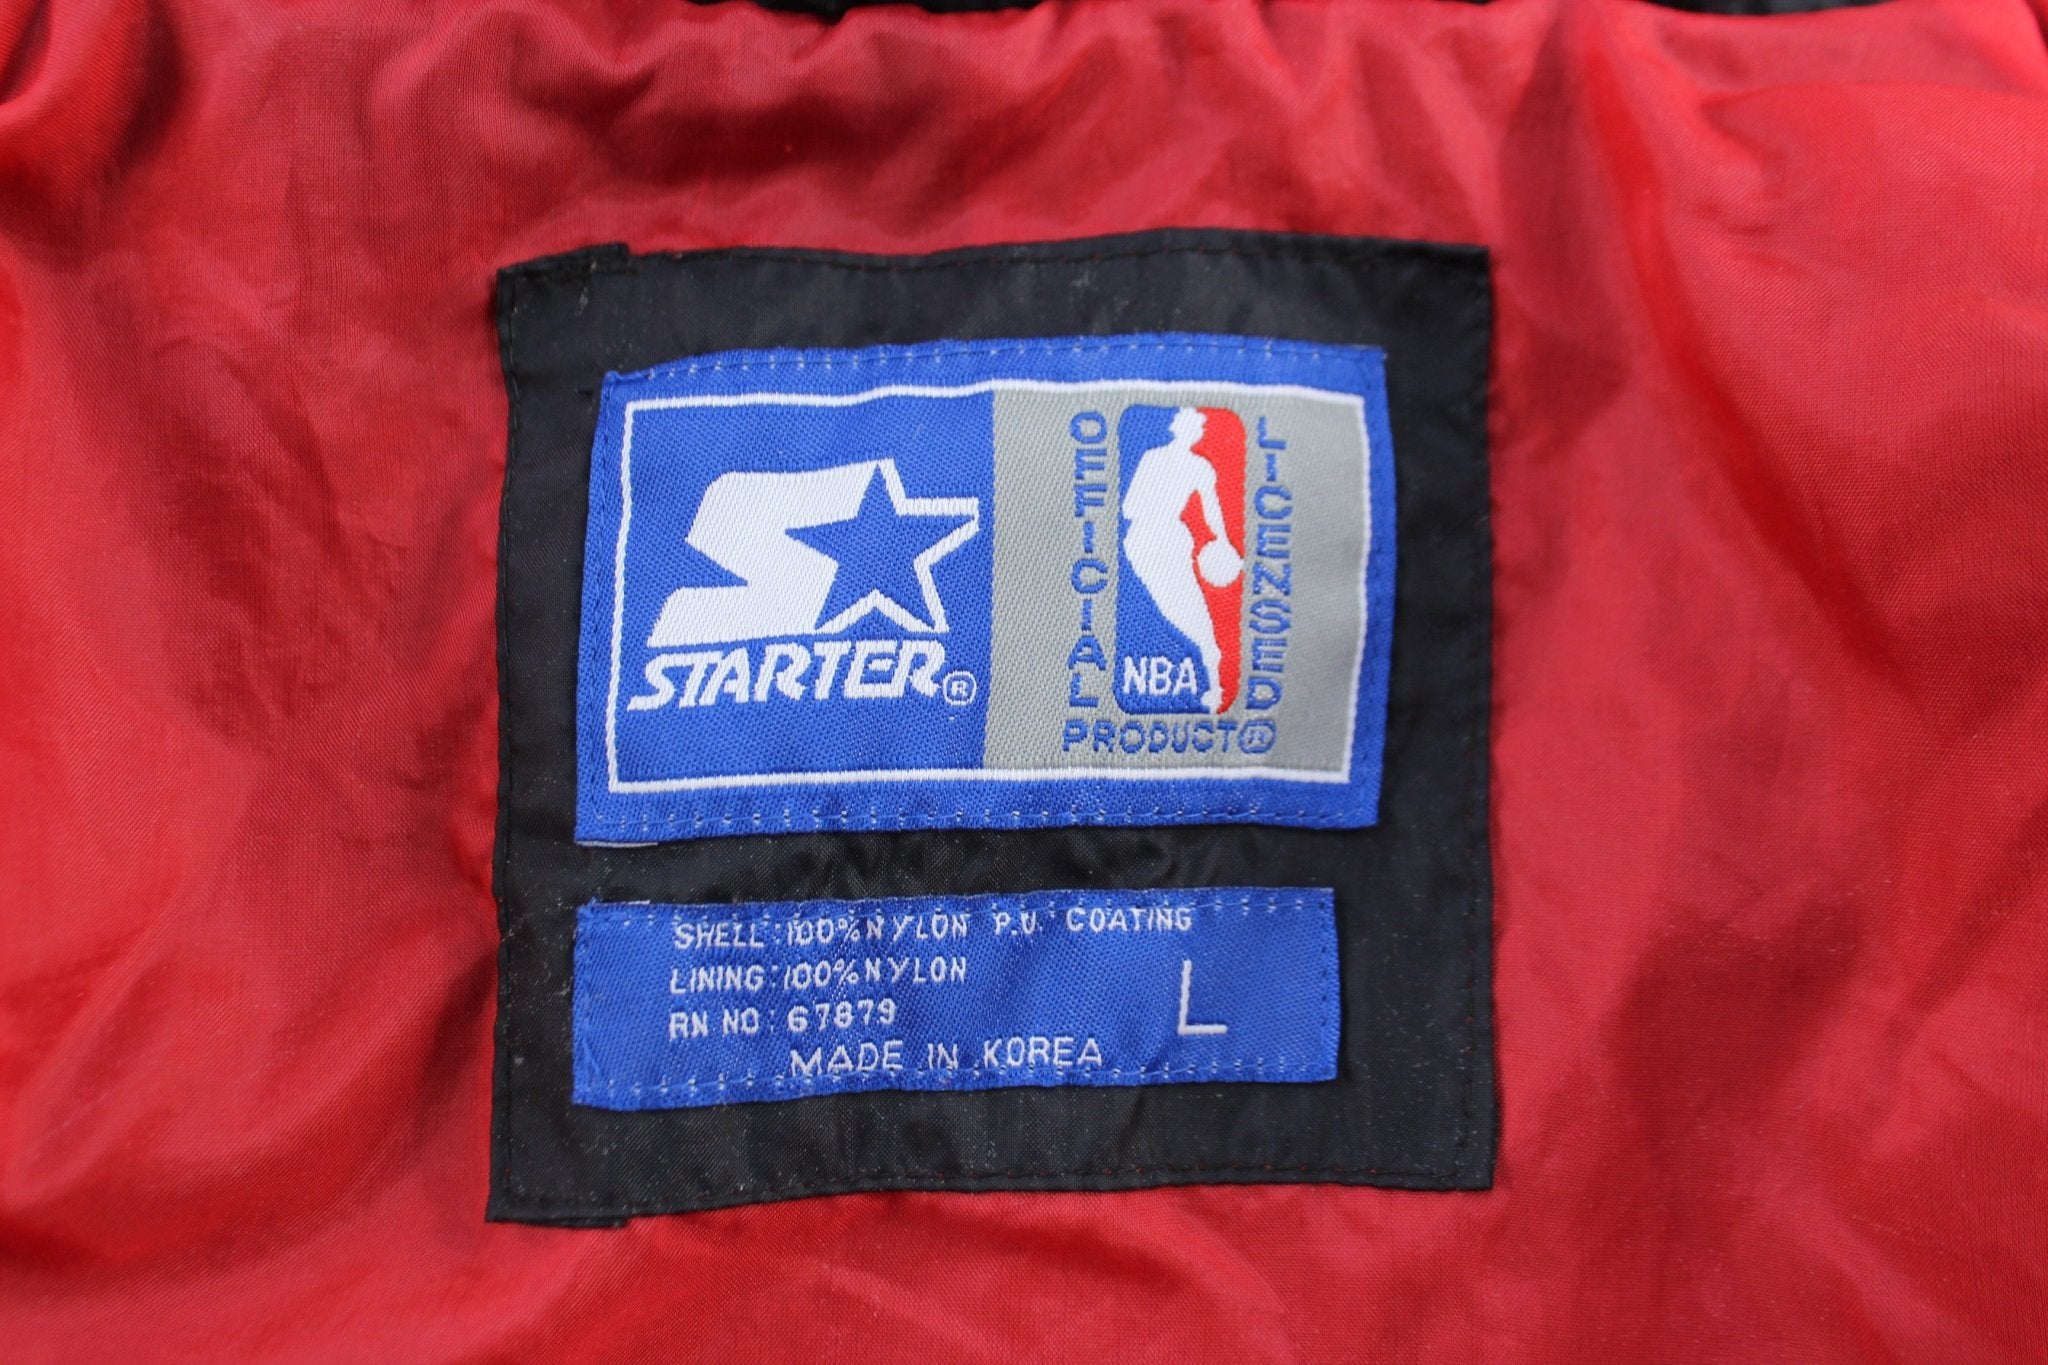 STARTER®
OFFICIAL
NBA
LICENSED
PRODUCT®
SHELL:100%NYLON P.U. COATING
LINING:100%NYLON
RN NO:67879
L
MADE IN KOREA